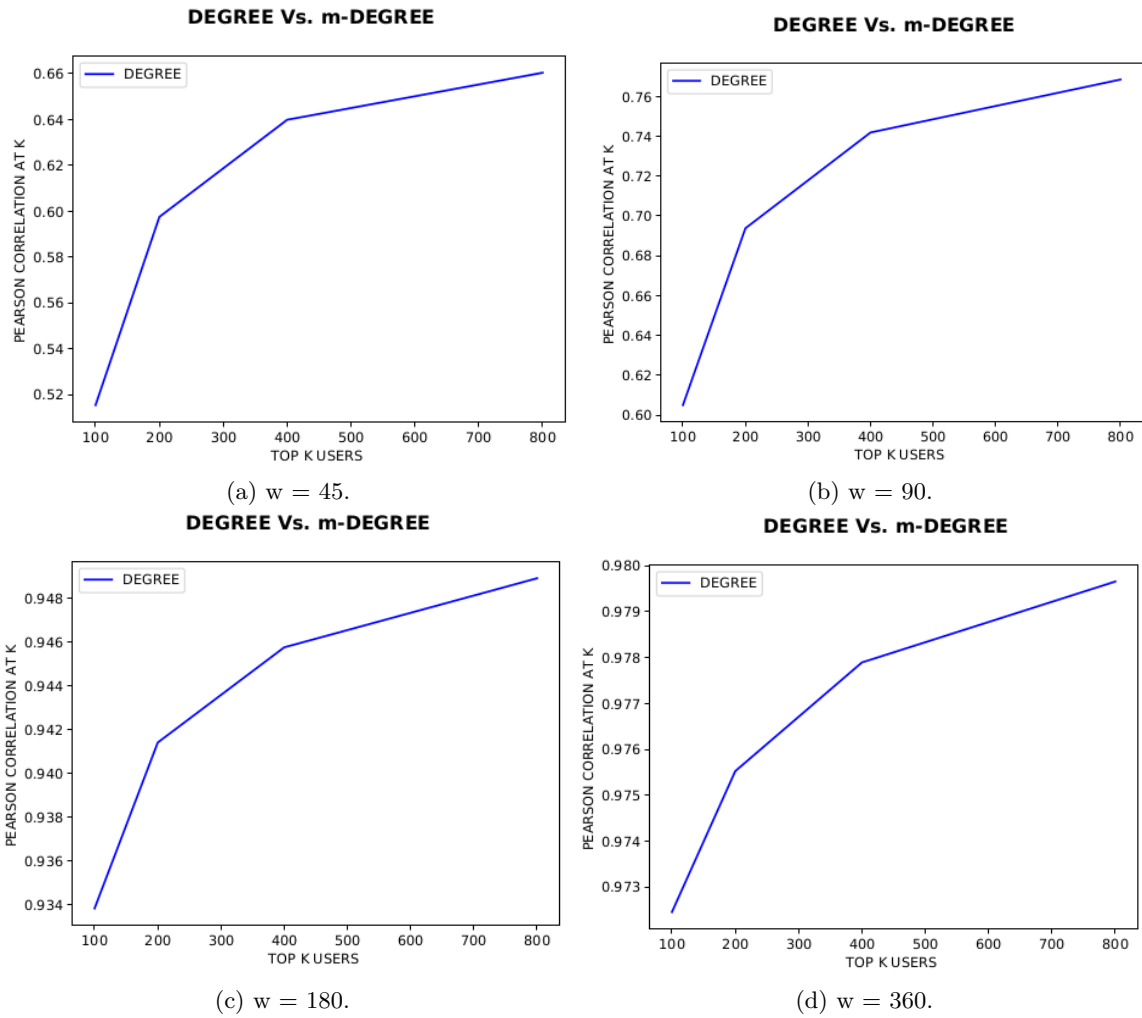 DEGREE Vs. m-DEGREE
DEGREE
PEARSON CORRELATION AT K
0.66
0.64
0.62
0.60
0.58
0.56
0.54
0.52
100 200 300 400 500 600 700 800
TOP K USERS
(a) w = 45.
DEGREE Vs. m-DEGREE
DEGREE
PEARSON CORRELATION AT K
0.76
0.74
0.72
0.70
0.68
0.66
0.64
0.62
0.60
100 200 300 400 500 600 700 800
TOP K USERS
(b) w = 90.
DEGREE Vs. m-DEGREE
DEGREE
PEARSON CORRELATION AT K
0.948
0.946
0.944
0.942
0.940
0.938
0.936
0.934
100 200 300 400 500 600 700 800
TOP K USERS
(c) w = 180.
DEGREE Vs. m-DEGREE
DEGREE
PEARSON CORRELATION AT K
0.980
0.979
0.978
0.977
0.976
0.975
0.974
0.973
100 200 300 400 500 600 700 800
TOP K USERS
(d) w = 360.